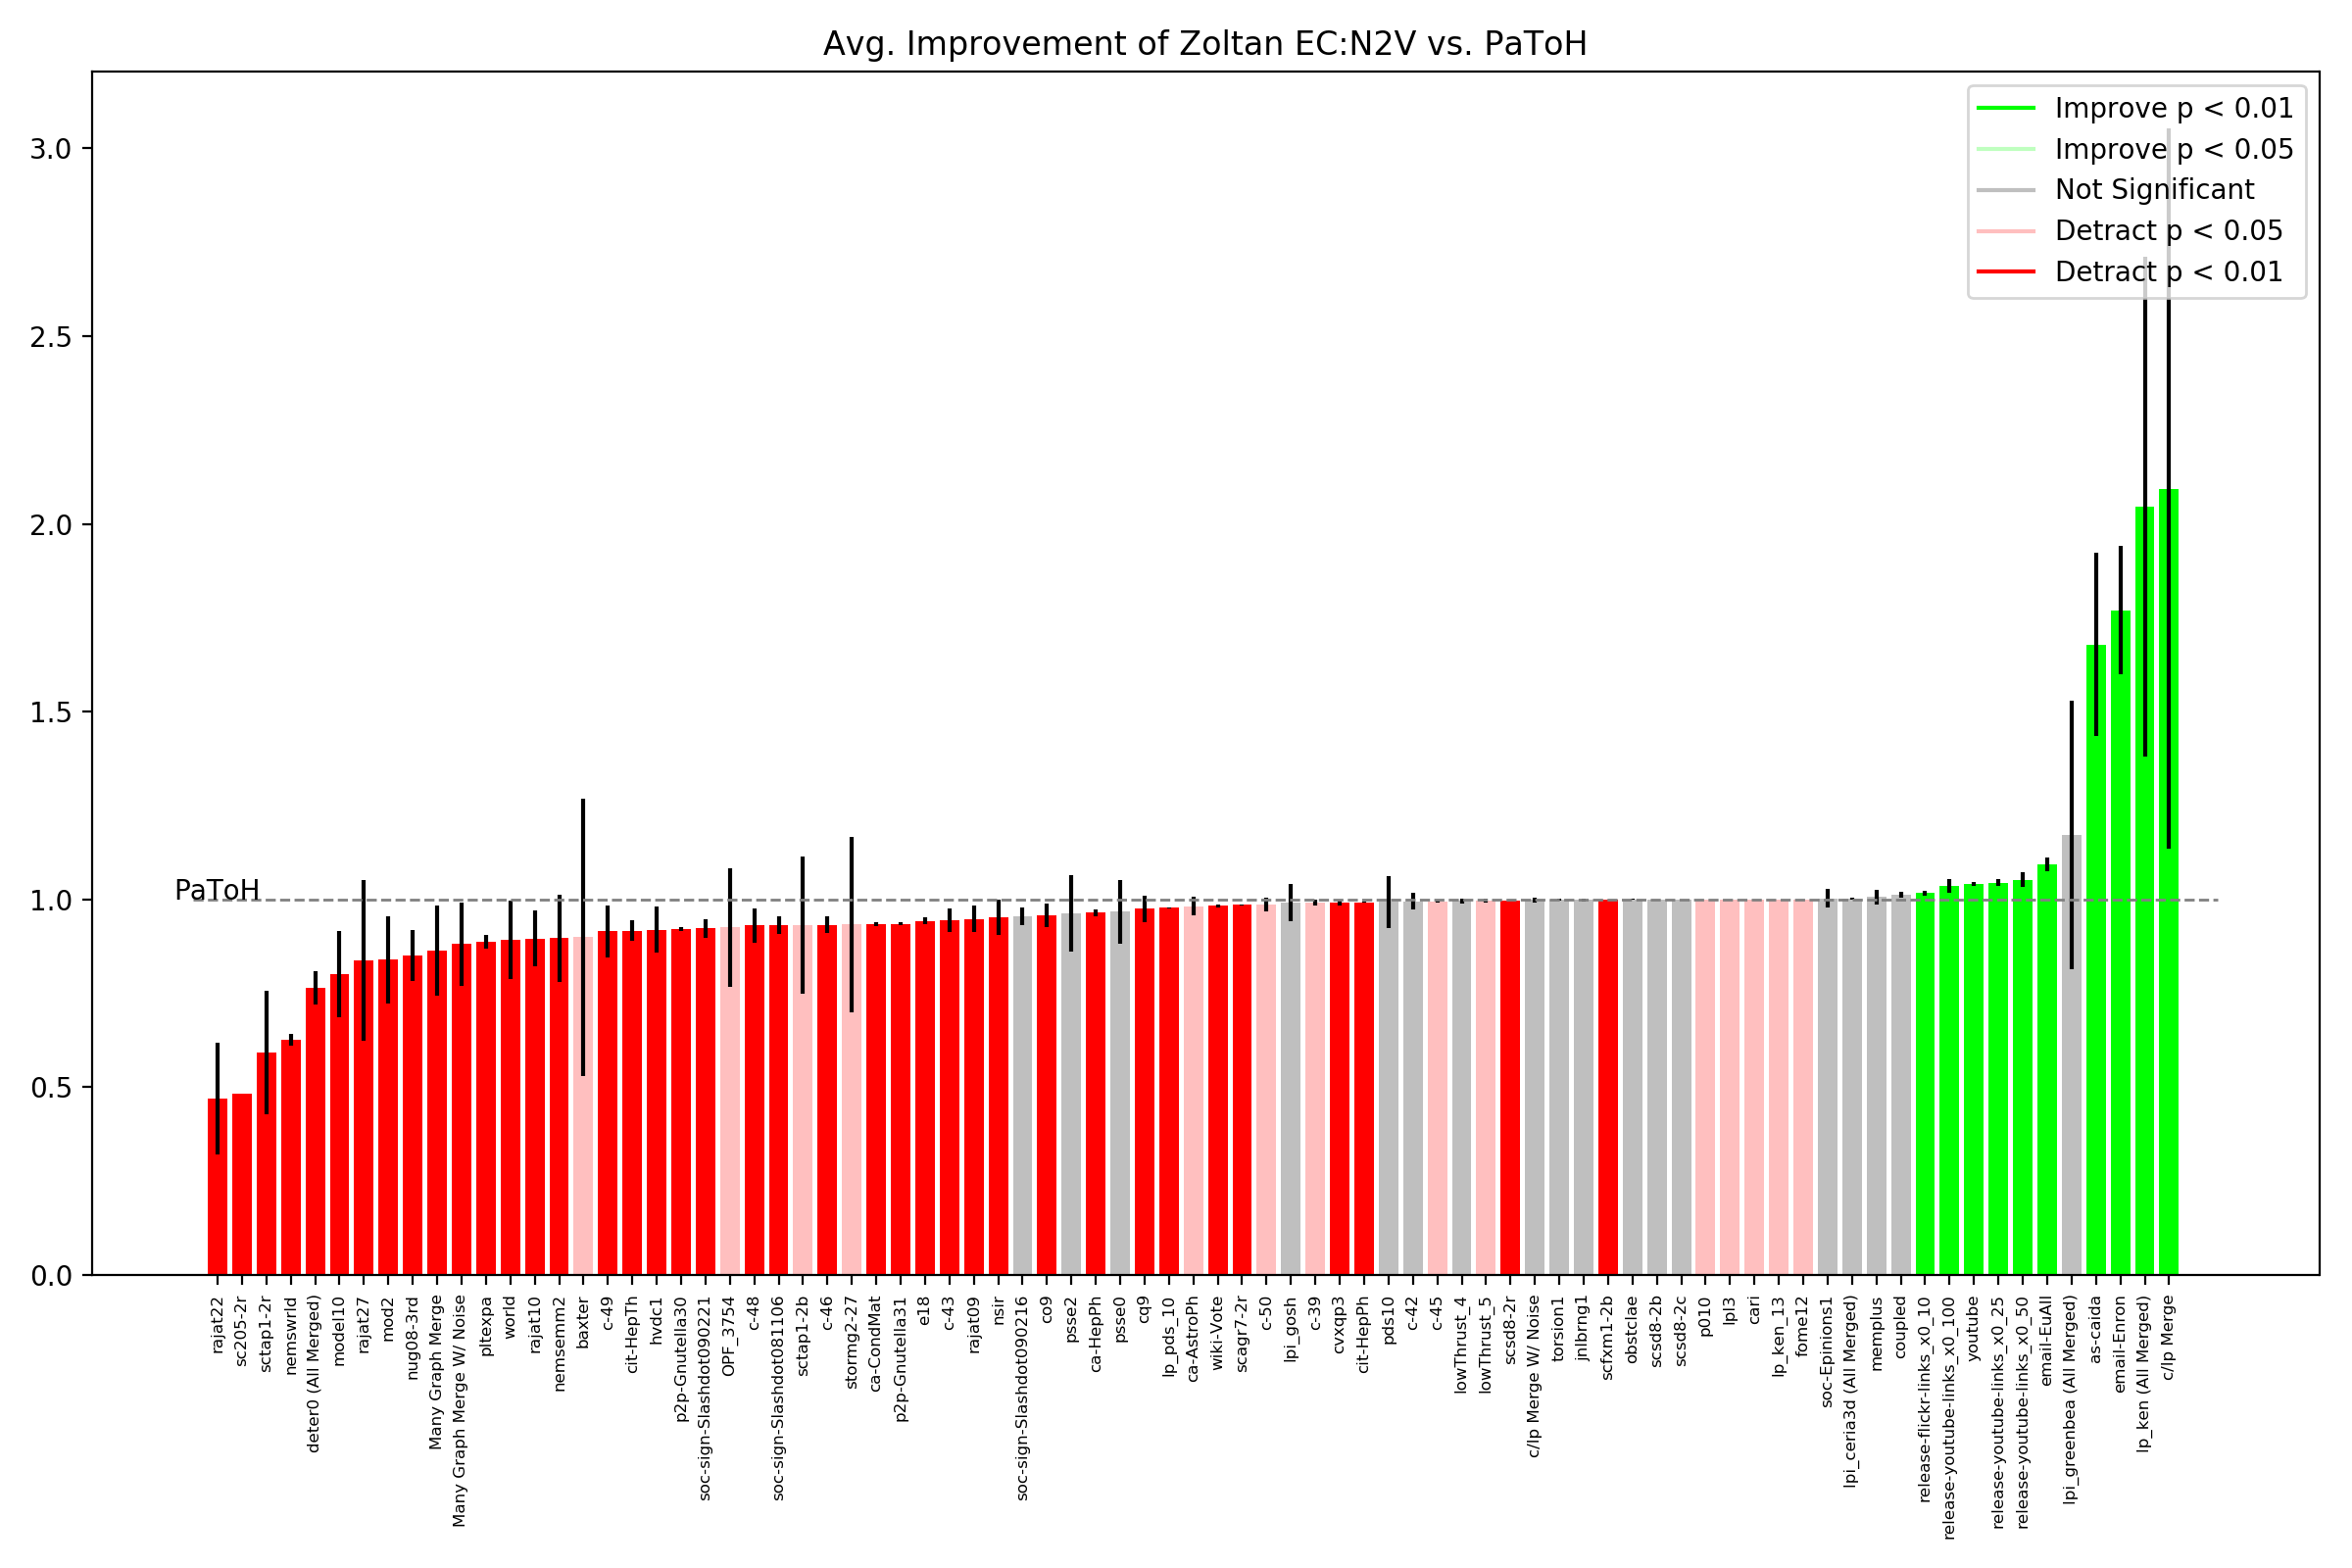 Avg. Improvement of Zoltan EC:N2V vs. PaToH
Improve p < 0.01
Improve p < 0.05
Not Significant
Detract p < 0.05
Detract p < 0.01
3.0
2.5
2.0
1.5
1.0
0.5
0.0
PaToH
rajat22
sc205-2r
sctap1-2r
nemswrld
deter0 (All Merged)
model10
rajat27
mod2
nug08-3rd
Many Graph Merge
Many Graph Merge W/ Noise
pltexpa
world
rajat10
nemsemm2
baxter
c-49
cit-HepTh
hvdc1
p2p-Gnutella30
soc-sign-Slashdot090221
OPF_3754
c-48
soc-sign-Slashdot081106
sctap1-2b
c-46
stormg2-27
ca-CondMat
p2p-Gnutella31
e18
c-43
rajat09
nsir
soc-sign-Slashdot090216
co9
psse2
ca-HepPh
psse0
cq9
lp_pds_10
ca-AstroPh
wiki-Vote
scagr7-2r
c-50
lpi_gosh
c-39
cvxqp3
cit-HepPh
pds10
c-42
c-45
lowThrust_4
lowThrust_5
scsd8-2r
c/lp Merge W/ Noise
torsion1
jnlbrng1
scfxm1-2b
obstclae
scsd8-2b
scsd8-2c
p010
lpl3
cari
lp_ken_13
fome12
soc-Epinions1
lpi_ceria3d (All Merged)
memplus
coupled
release-flickr-links_x0_10
release-youtube-links_x0_100
youtube
release-youtube-links_x0_25
release-youtube-links_x0_50
email-EuAll
lpi_greenbea (All Merged)
as-caida
email-Enron
lp_ken (All Merged)
c/lp Merge